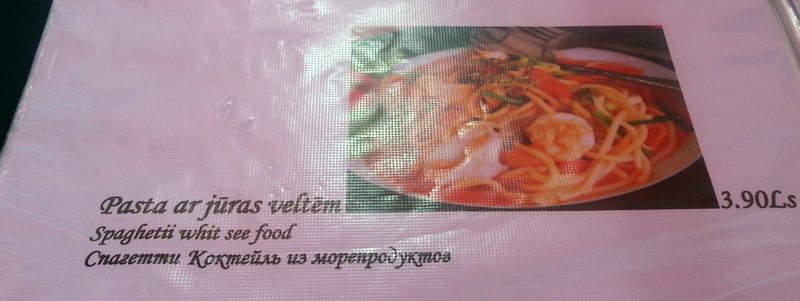 Pasta ar jūras veltēm 3.90Ls
Spaghetii whit see food
Спагетти Коктейль из морепродуктов